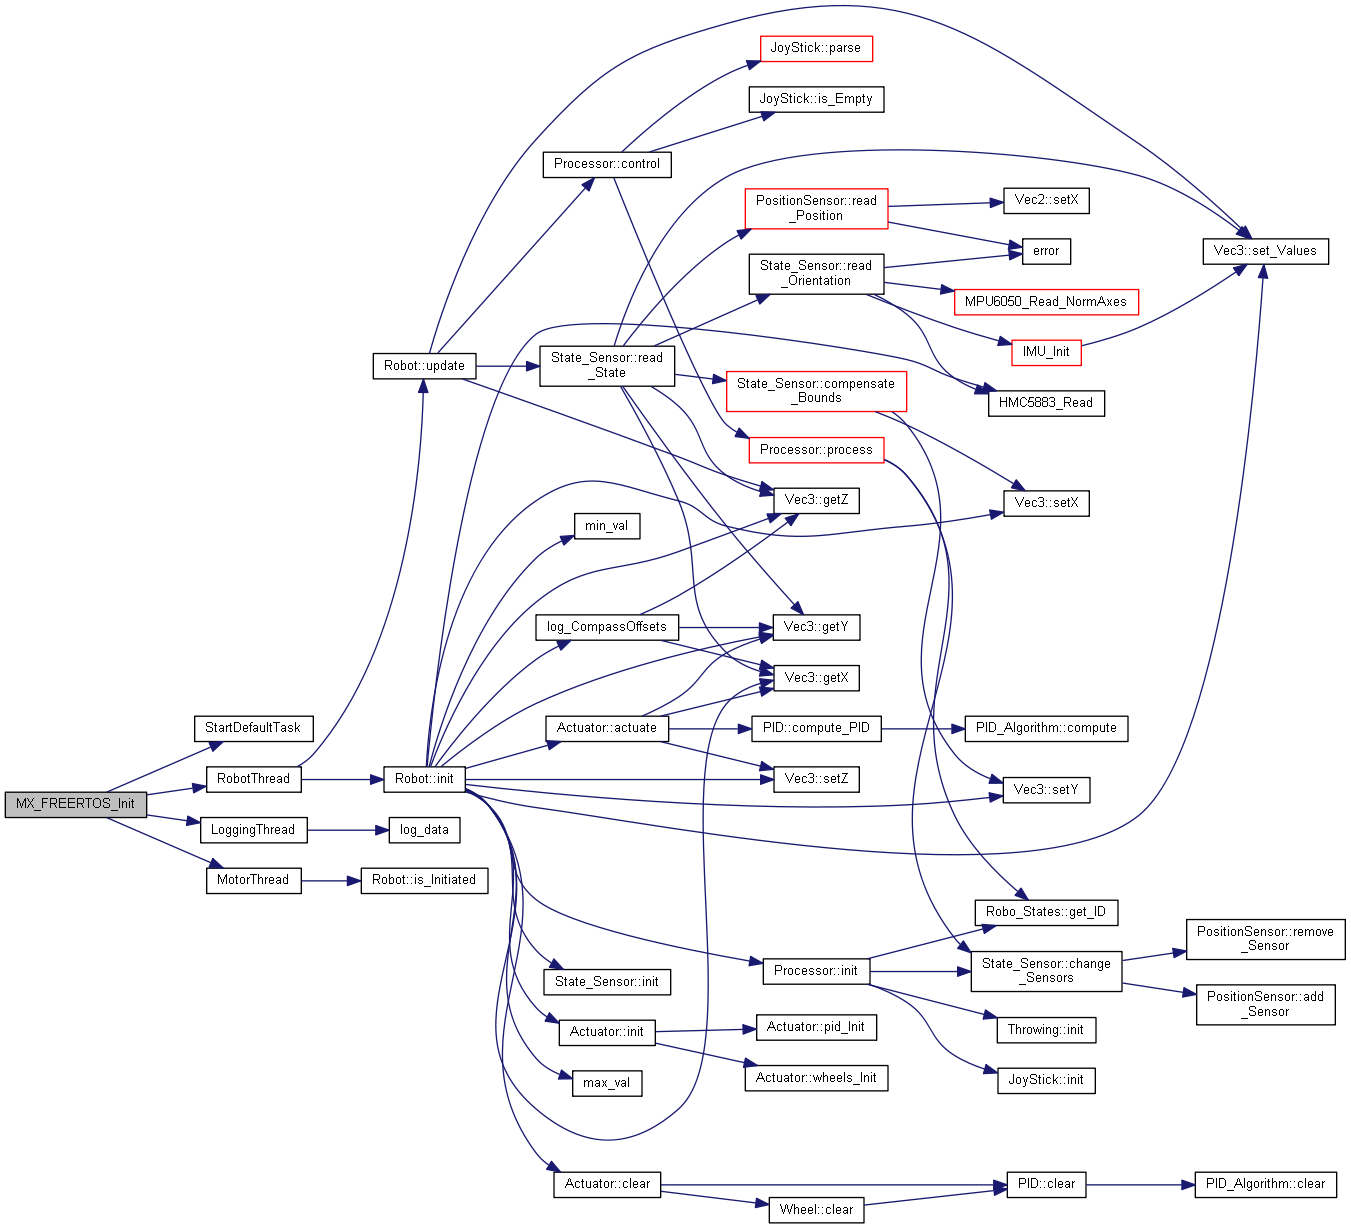 JoyStick::parse
JoyStick::is_Empty
Processor::control
PositionSensor::read
_Position
Vec2::setX
error
Vec3::set_Values
State_Sensor::read
_Orientation
MPU6050_Read_NormAxes
IMU_Init
Robot::update
State_Sensor::read
_State
State_Sensor::compensate
_Bounds
HMC5883_Read
Processor::process
Vec3::getZ
Vec3::setX
min_val
log_CompassOffsets
Vec3::getY
Vec3::getX
StartDefaultTask
Actuator::actuate
PID::compute_PID
PID_Algorithm::compute
RobotThread
Robot::init
Vec3::setZ
Vec3::setY
MX_FREERTOS_Init
LoggingThread
log_data
MotorThread
Robot::is_Initiated
Robo_States::get_ID
PositionSensor::remove
_Sensor
Processor::init
State_Sensor::change
_Sensors
State_Sensor::init
PositionSensor::add
_Sensor
Actuator::init
Actuator::pid_Init
Throwing::init
max_val
Actuator::wheels_Init
JoyStick::init
Actuator::clear
PID::clear
PID_Algorithm::clear
Wheel::clear